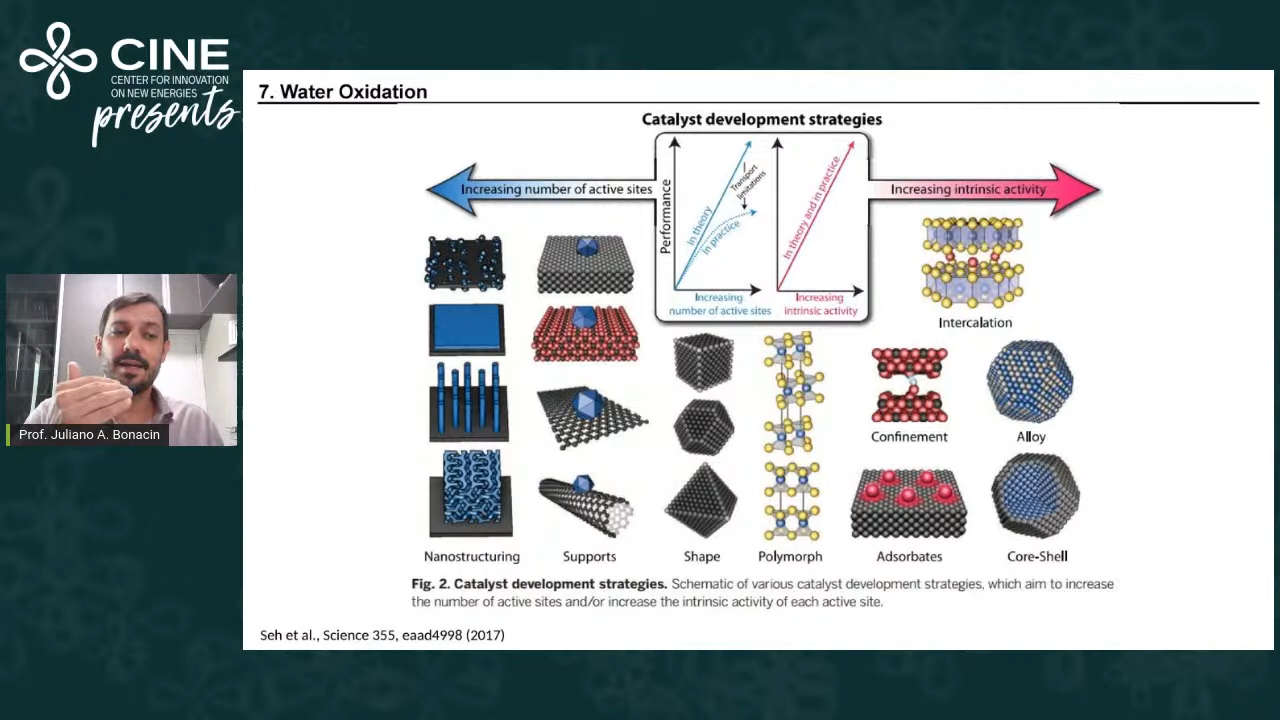 CINE
CENTER FOR INNOVATION
ON NEW ENERGIES
presents
7. Water Oxidation
Catalyst development strategies
Increasing number of active sites
Performance
In theory
In practice
Transport
limitations
Increasing
number of active sites
In theory and in practice
Increasing
intrinsic activity
Increasing intrinsic activity
Intercalation
Confinement
Alloy
Nanostructuring
Supports
Shape
Polymorph
Adsorbates
Core-Shell
Fig. 2. Catalyst development strategies. Schematic of various catalyst development strategies, which aim to increase
the number of active sites and/or increase the intrinsic activity of each active site.
Seh et al., Science 355, eaad4998 (2017)
Prof. Juliano A. Bonacin